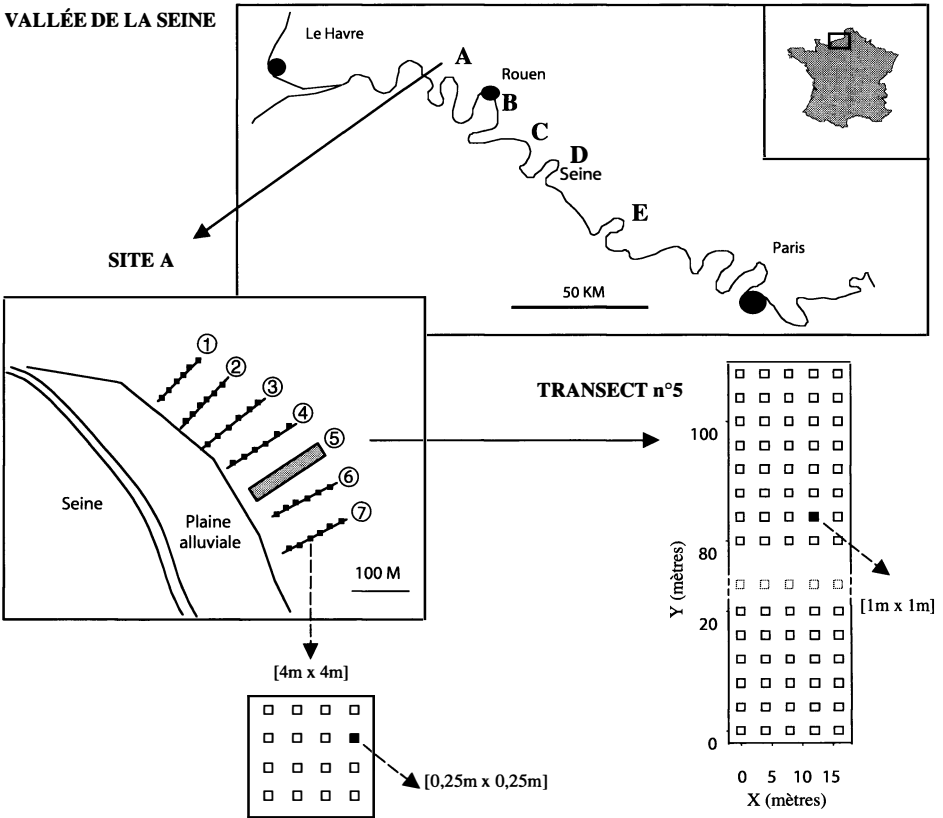 VALLÉE DE LA SEINE
Le Havre
A
Rouen
B
C
D
Seine
E
Paris
50 KM
SITE A
①
②
③
④
⑤
⑥
⑦
Seine
Plaine
alluviale
100 M
[4m x 4m]
[0,25m x 0,25m]
TRANSECT n°5
100
80
20
0
Y (mètres)
[1m x 1m]
0 5 10 15
X (mètres)